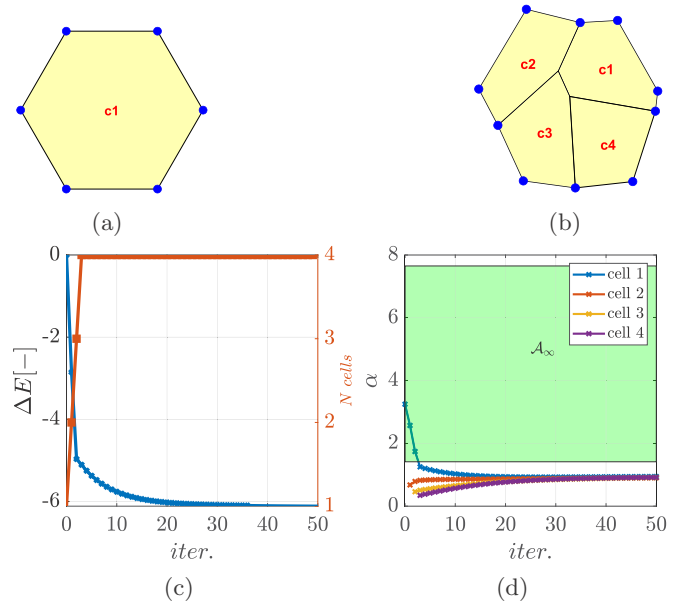 c1
(a)
c2
c1
c3
c4
(b)
0
-2
-4
-6
ΔE[−]
4
3
2
1
N cells
0
10
20
30
40
50
iter.
(c)
8
6
4
2
0
α
cell 1
cell 2
cell 3
cell 4
𝒜∞
0
10
20
30
40
50
iter.
(d)